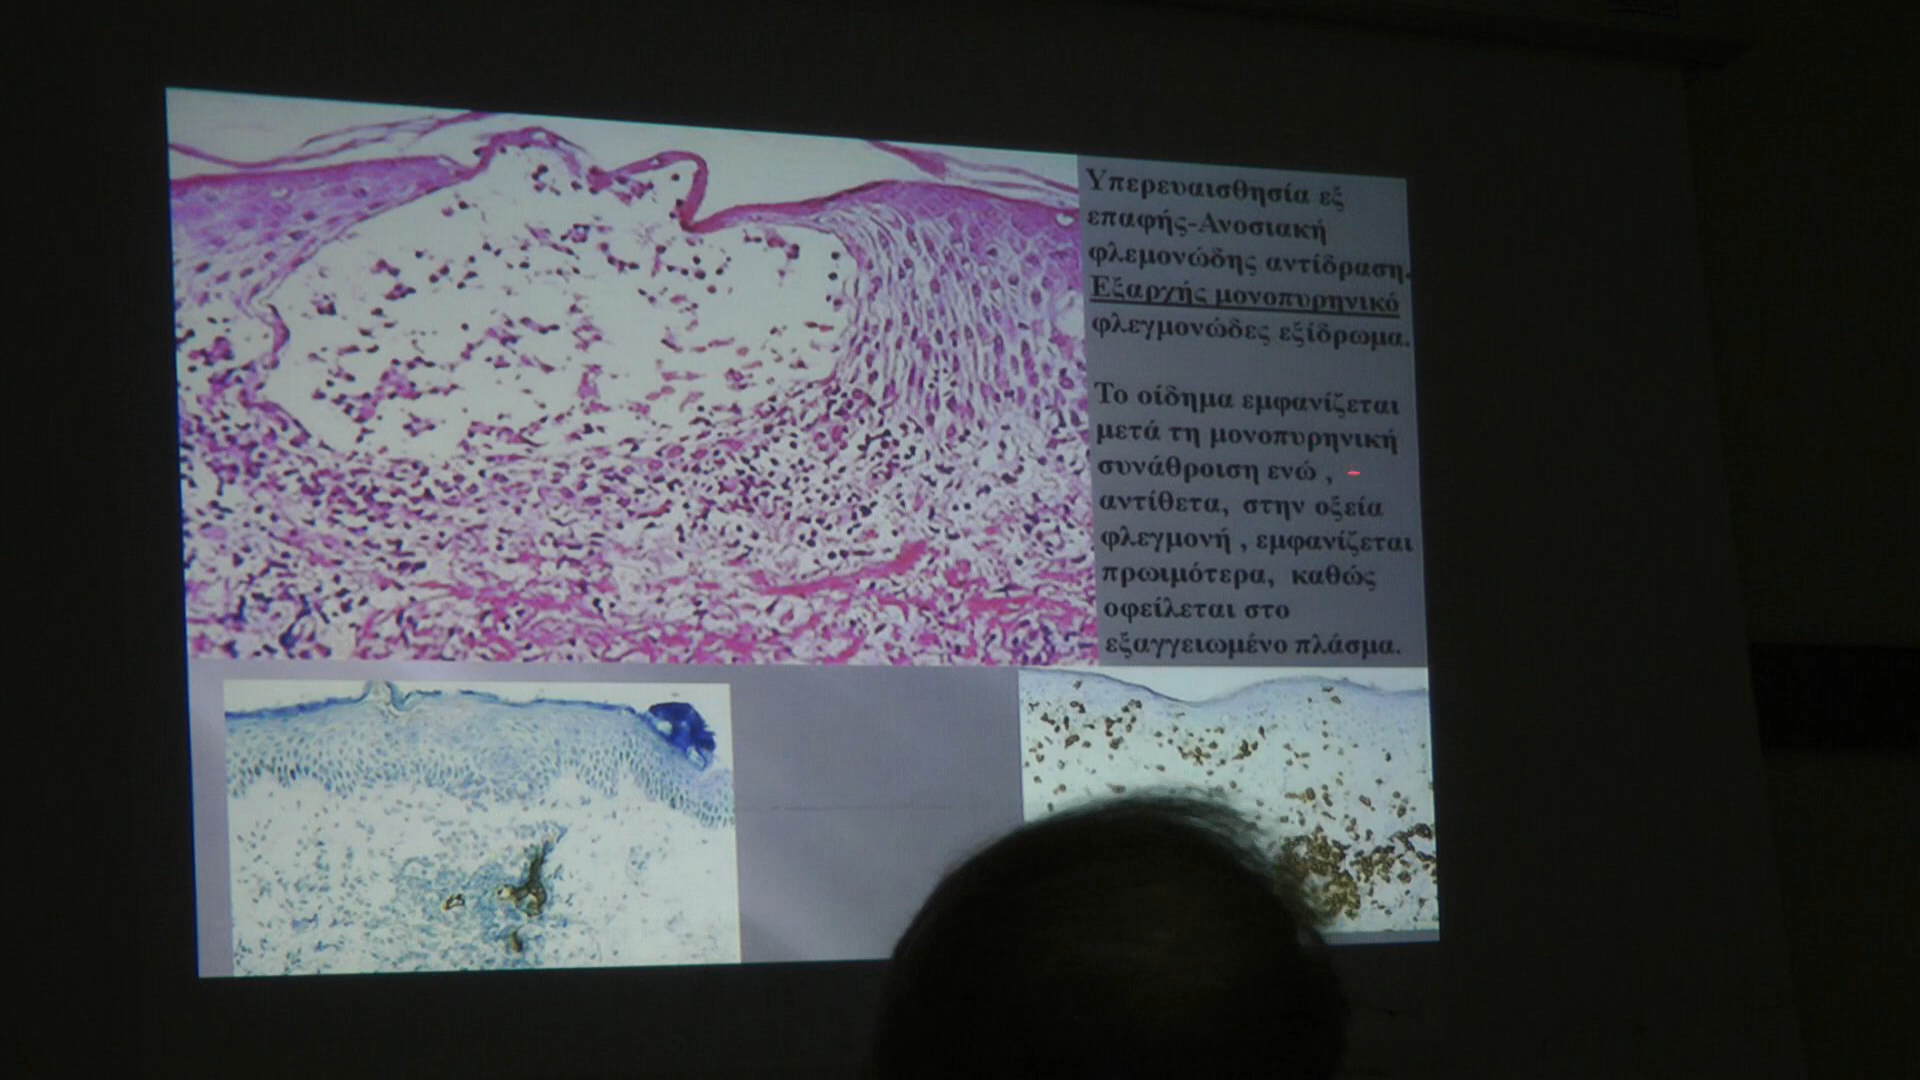 Υπερευαισθησία εξ
επαφής-Ανοσιακή
φλεμονώδης αντίδραση.
Εξαρχής μονοπυρηνικό
φλεγμονώδες εξίδρωμα.
Το οίδημα εμφανίζεται
μετά τη μονοπυρηνική
συνάθροιση ενώ ,
αντίθετα, στην οξεία
φλεγμονή , εμφανίζεται
πρωιμότερα, καθώς
οφείλεται στο
εξαγγειωμένο πλάσμα.